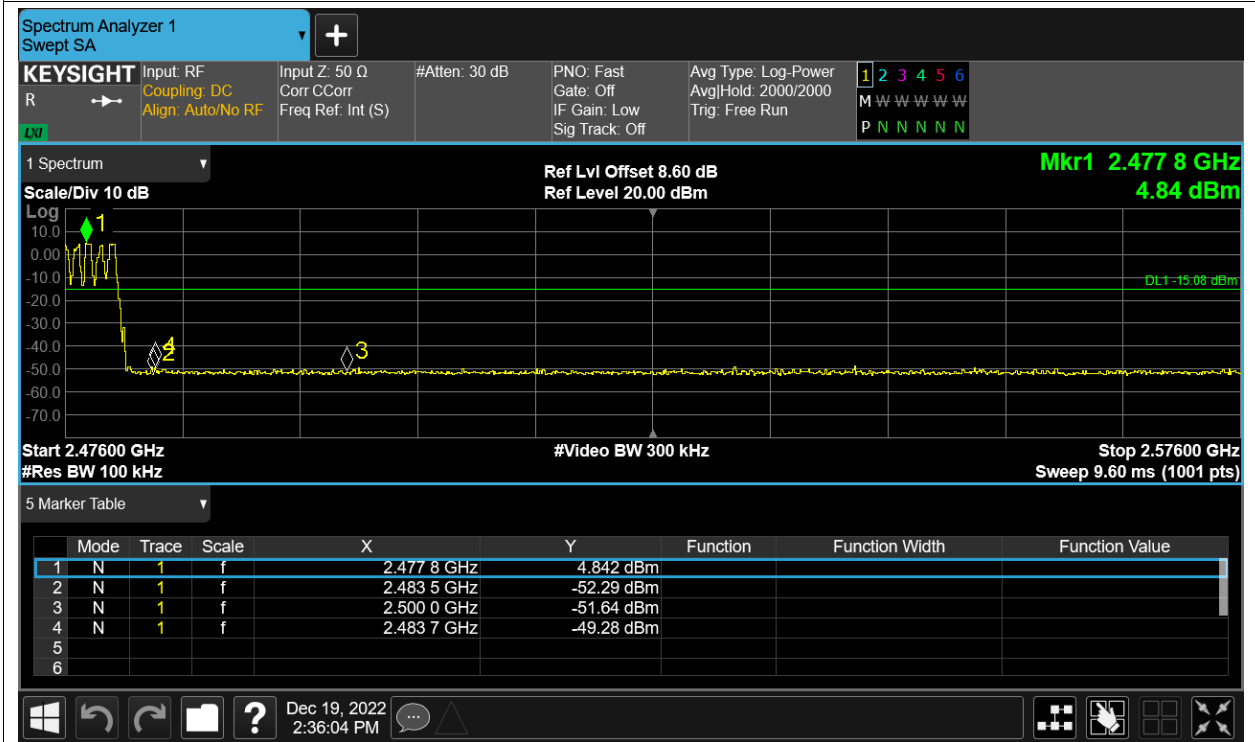 Spectrum Analyzer 1
Swept SA
+
KEYSIGHT
R
LXI
Input: RF
Coupling: DC
Align: Auto/No RF
Input Z: 50 Ω
Corr CCorr
Freq Ref: Int (S)
#Atten: 30 dB
PNO: Fast
Gate: Off
IF Gain: Low
Sig Track: Off
Avg Type: Log-Power
Avg|Hold: 2000/2000
Trig: Free Run
1 2 3 4 5 6
M W W W W W
P N N N N N
1 Spectrum
Scale/Div 10 dB
Ref Lvl Offset 8.60 dB
Ref Level 20.00 dBm
Mkr1 2.477 8 GHz
4.84 dBm
Log
10.0
0.00
-10.0
-20.0
-30.0
-40.0
-50.0
-60.0
-70.0
1
4
2
3
DL1 -15.08 dBm
Start 2.47600 GHz
#Res BW 100 kHz
#Video BW 300 kHz
Stop 2.57600 GHz
Sweep 9.60 ms (1001 pts)
5 Marker Table
Mode Trace Scale X Y Function Function Width Function Value
1 N 1 f 2.477 8 GHz 4.842 dBm
2 N 1 f 2.483 5 GHz -52.29 dBm
3 N 1 f 2.500 0 GHz -51.64 dBm
4 N 1 f 2.483 7 GHz -49.28 dBm
5
6
?
Dec 19, 2022
2:36:04 PM